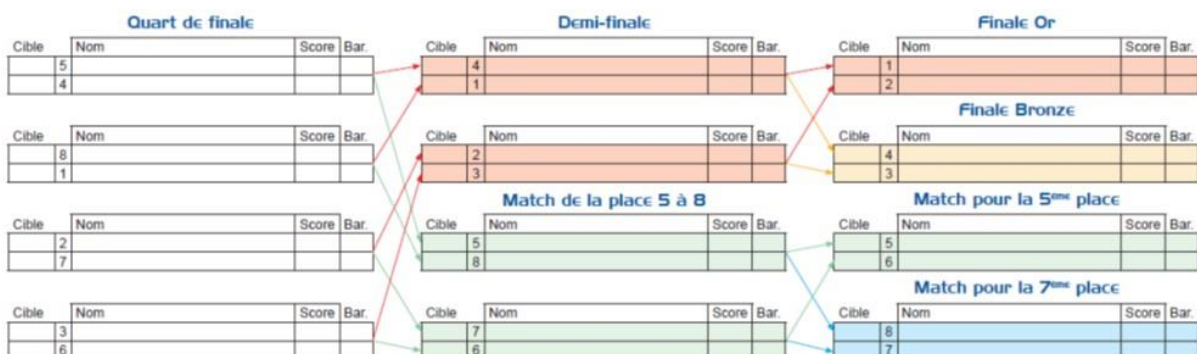 Quart de finale Demi-finale Finale Or
Cible Nom Score Bar. Cible Nom Score Bar. Cible Nom Score Bar.
5 4 1
4 1 2
Finale Bronze
Cible Nom Score Bar. Cible Nom Score Bar. Cible Nom Score Bar.
8 2 4
1 3 3
Match de la place 5 à 8 Match pour la 5ème place
Cible Nom Score Bar. Cible Nom Score Bar. Cible Nom Score Bar.
2 5 5
7 8 6
Match pour la 7ème place
Cible Nom Score Bar. Cible Nom Score Bar. Cible Nom Score Bar.
3 7 8
6 6 7